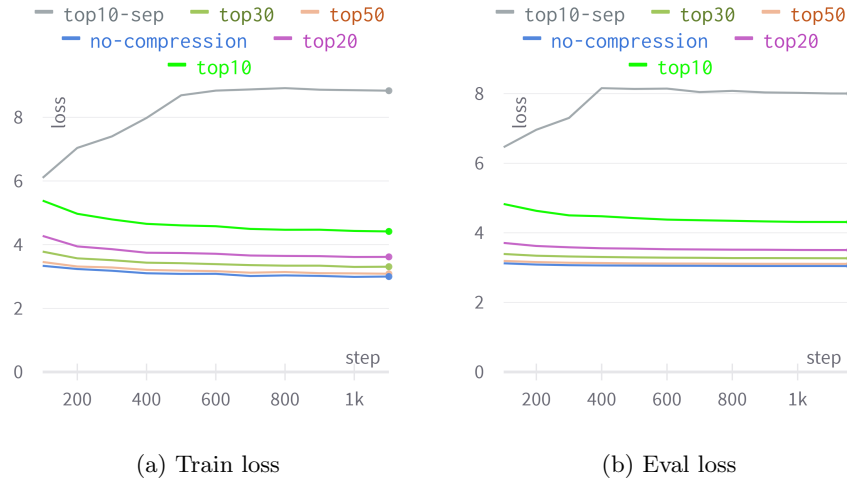 top10-sep top30 top50
no-compression top20
top10
loss
8
6
4
2
0
step
200 400 600 800 1k
(a) Train loss
top10-sep top30 top50
no-compression top20
top10
loss
8
6
4
2
0
step
200 400 600 800 1k
(b) Eval loss